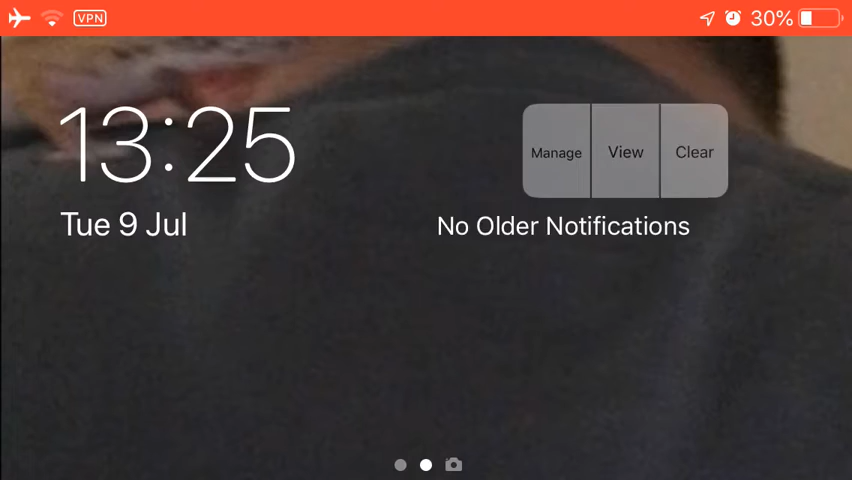 VPN
30%
13:25
Tue 9 Jul
Manage View Clear
No Older Notifications